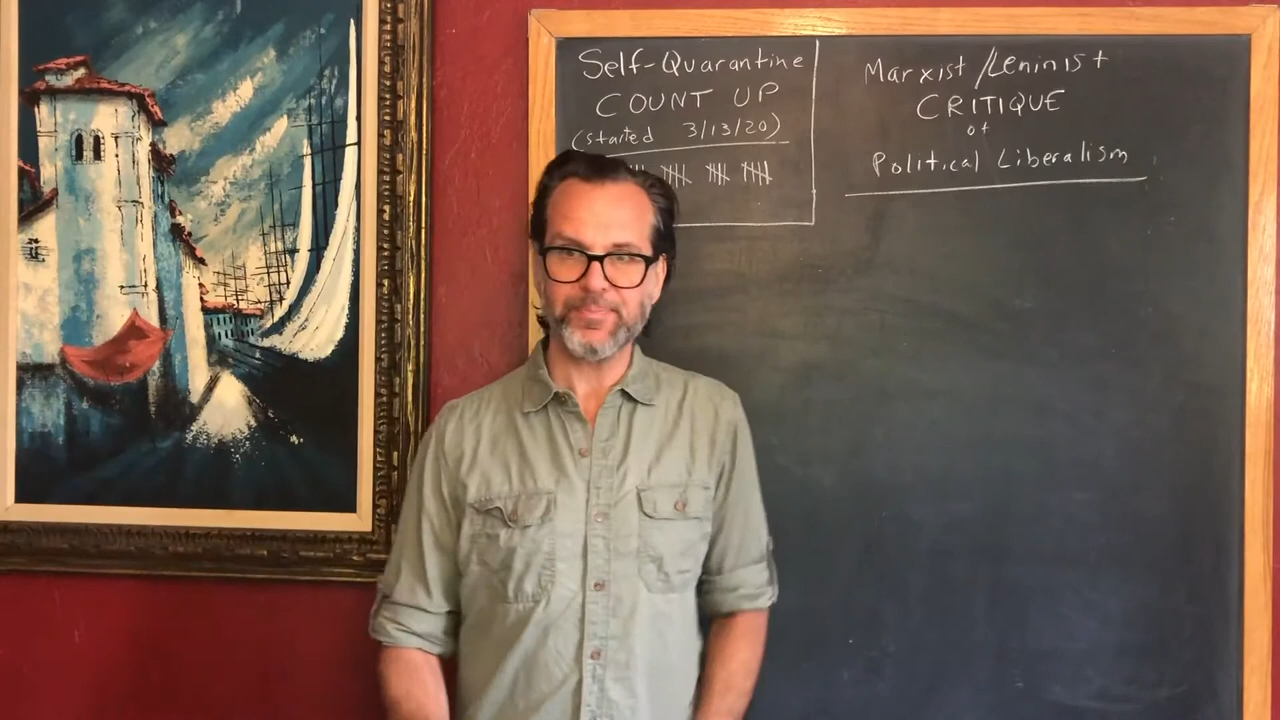 Self-Quarantine
COUNT UP
(started 3/13/20)
Marxist/Leninist
CRITIQUE
of
Political Liberalism